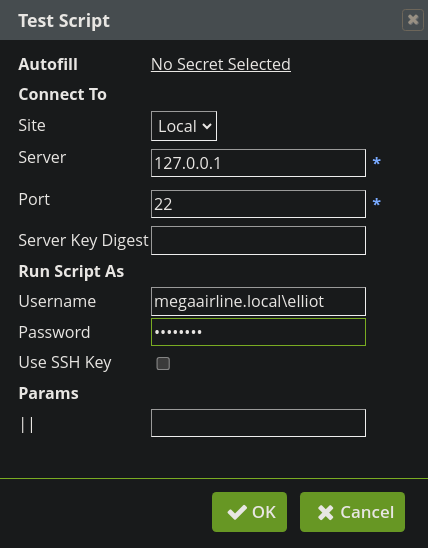 Test Script
Autofill No Secret Selected
Connect To
Site Local
Server 127.0.0.1 *
Port 22 *
Server Key Digest
Run Script As
Username megaairline.local\elliot
Password ••••••••
Use SSH Key
Params
||
OK Cancel